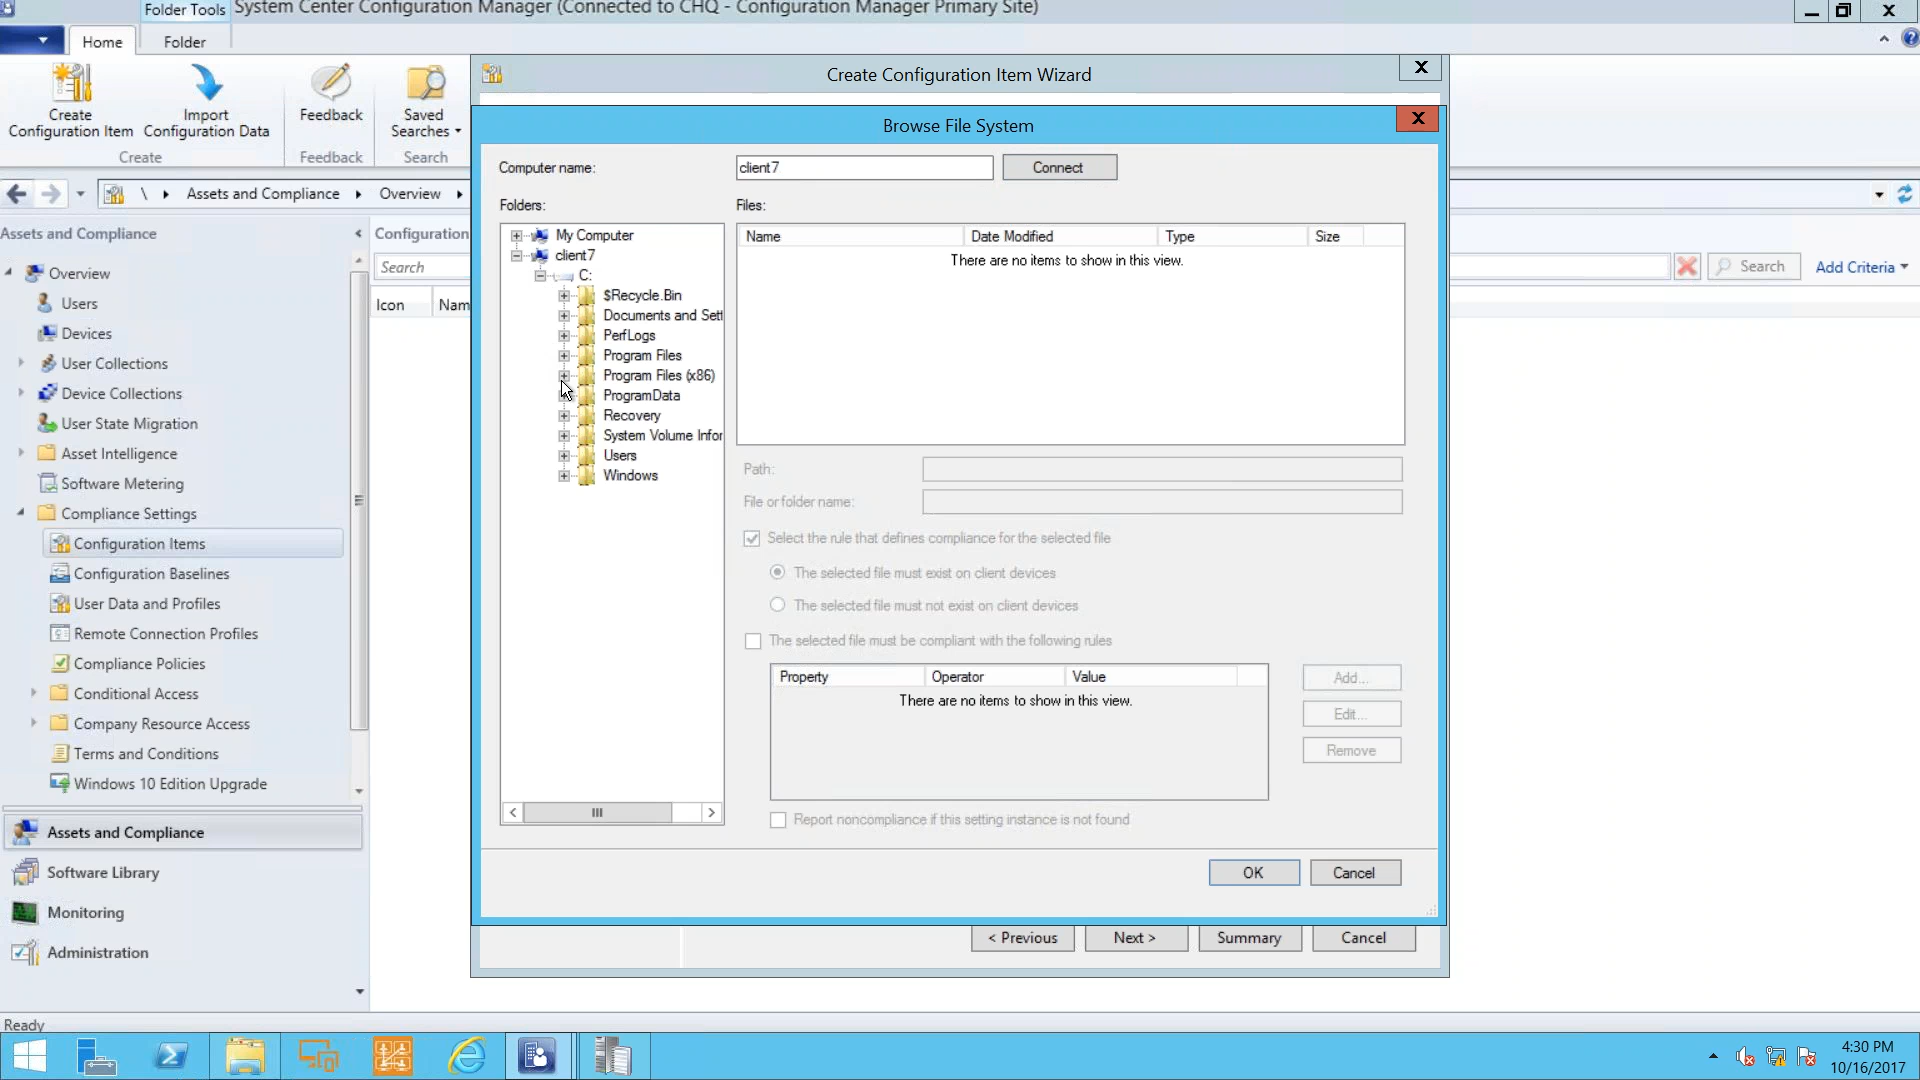 Folder Tools
System Center Configuration Manager (Connected to CHQ - Configuration Manager Primary Site)
Home
Folder
Create
Configuration Item
Import
Configuration Data
Feedback
Saved
Searches
Create
Feedback
Search
\
Assets and Compliance
Overview
Assets and Compliance
Overview
Users
Devices
User Collections
Device Collections
User State Migration
Asset Intelligence
Software Metering
Compliance Settings
Configuration Items
Configuration Baselines
User Data and Profiles
Remote Connection Profiles
Compliance Policies
Conditional Access
Company Resource Access
Terms and Conditions
Windows 10 Edition Upgrade
Assets and Compliance
Software Library
Monitoring
Administration
Ready
Configuration
Search
Icon
Nam
Search
Add Criteria
Create Configuration Item Wizard
Browse File System
Computer name:
client7
Connect
Folders:
My Computer
client7
C:
$Recycle.Bin
Documents and Sett
PerfLogs
Program Files
Program Files (x86)
ProgramData
Recovery
System Volume Infor
Users
Windows
Files:
Name
Date Modified
Type
Size
There are no items to show in this view.
Path:
File or folder name:
Select the rule that defines compliance for the selected file
The selected file must exist on client devices
The selected file must not exist on client devices
The selected file must be compliant with the following rules
Property
Operator
Value
There are no items to show in this view.
Add...
Edit...
Remove
Report noncompliance if this setting instance is not found
OK
Cancel
< Previous
Next >
Summary
Cancel
4:30 PM
10/16/2017